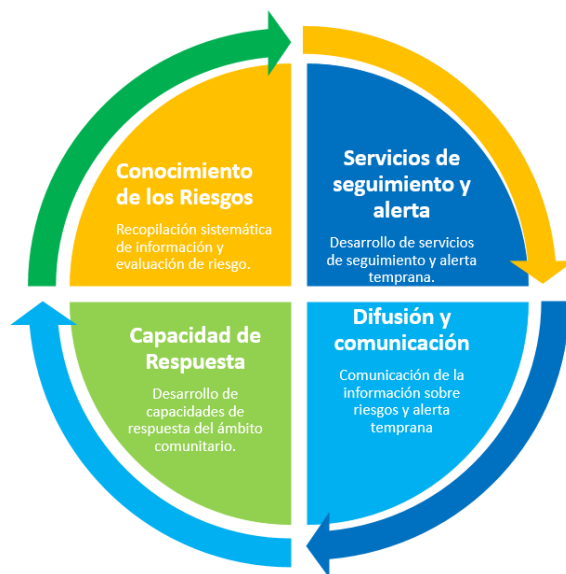 Conocimiento
de los Riesgos
Recopilación sistemática
de información y
evaluación de riesgo.
Servicios de
seguimiento y
alerta
Desarrollo de servicios
de seguimiento y alerta
temprana.
Capacidad de
Respuesta
Desarrollo de
capacidades de
respuesta del ámbito
comunitario.
Difusión y
comunicación
Comunicación de la
información sobre
riesgos y alerta
temprana